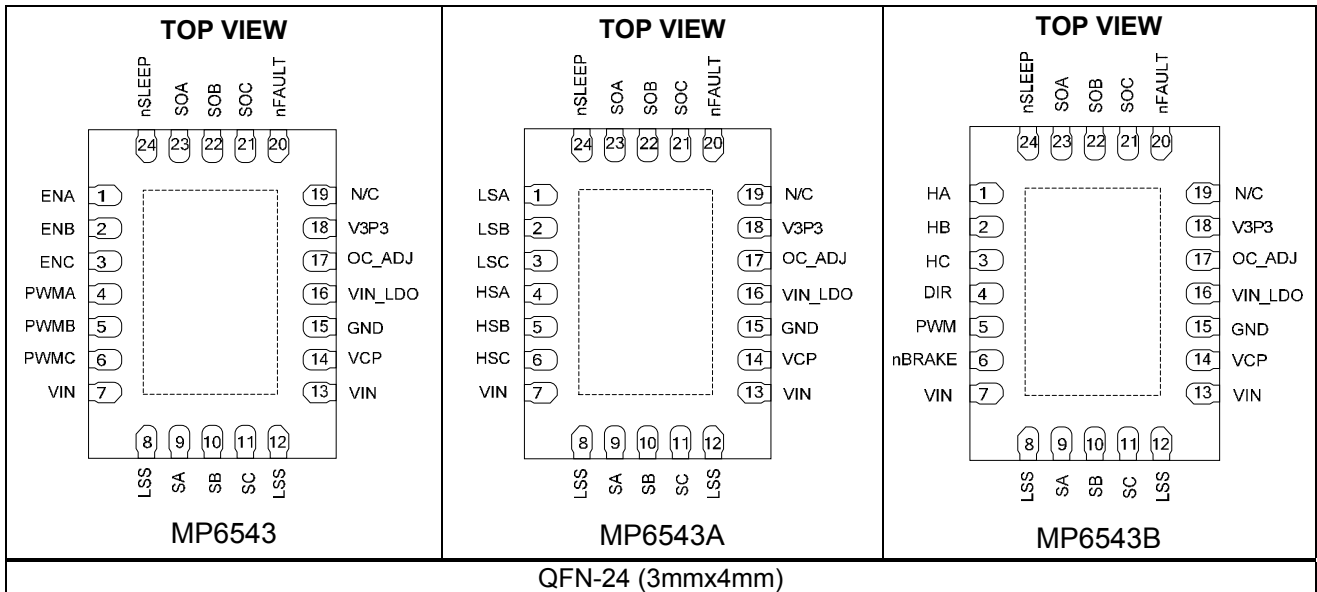 TOP VIEW
nSLEEP
SOA
SOB
SOC
nFAULT
24 23 22 21 20
ENA 1 19 N/C
ENB 2 18 V3P3
ENC 3 17 OC_ADJ
PWMA 4 16 VIN_LDO
PWMB 5 15 GND
PWMC 6 14 VCP
VIN 7 13 VIN
8 9 10 11 12
LSS
SA
SB
SC
LSS
MP6543
TOP VIEW
nSLEEP
SOA
SOB
SOC
nFAULT
24 23 22 21 20
LSA 1 19 N/C
LSB 2 18 V3P3
LSC 3 17 OC_ADJ
HSA 4 16 VIN_LDO
HSB 5 15 GND
HSC 6 14 VCP
VIN 7 13 VIN
8 9 10 11 12
LSS
SA
SB
SC
LSS
MP6543A
TOP VIEW
nSLEEP
SOA
SOB
SOC
nFAULT
24 23 22 21 20
HA 1 19 N/C
HB 2 18 V3P3
HC 3 17 OC_ADJ
DIR 4 16 VIN_LDO
PWM 5 15 GND
nBRAKE 6 14 VCP
VIN 7 13 VIN
8 9 10 11 12
LSS
SA
SB
SC
LSS
MP6543B
QFN-24 (3mmx4mm)